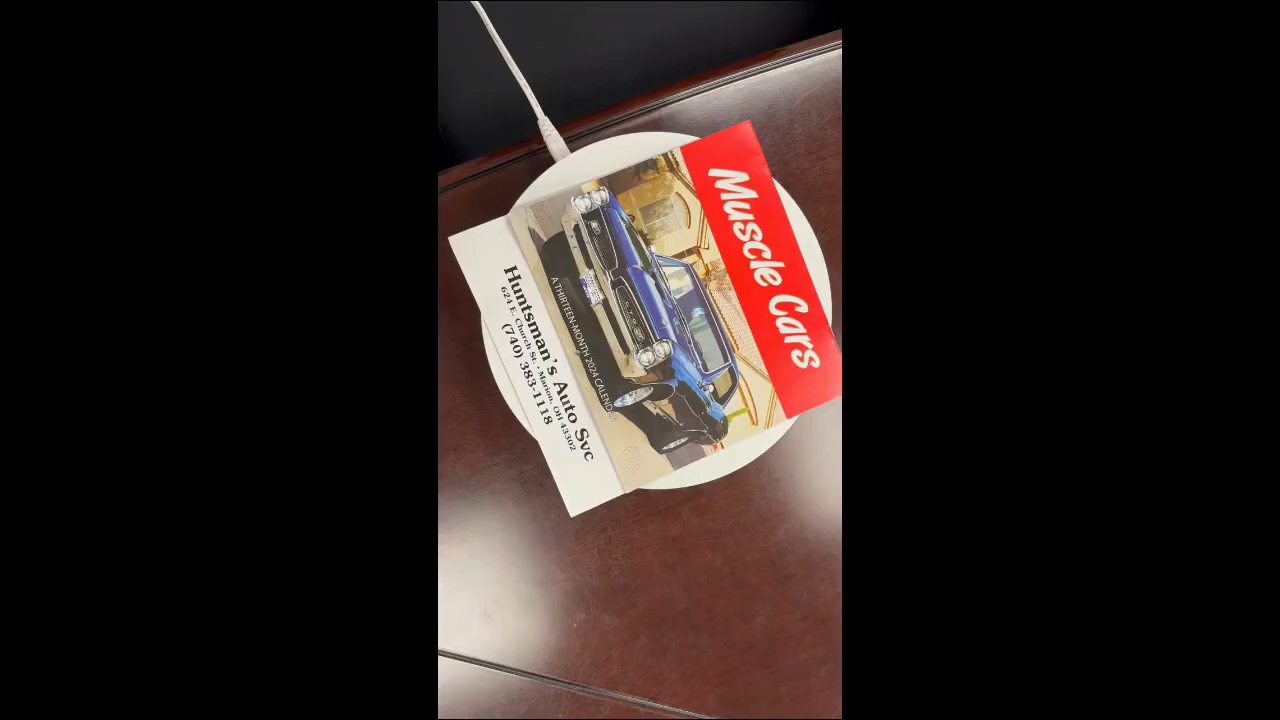 Muscle Cars
A THIRTEEN-MONTH 2024 CALENDAR
Huntsman's Auto Svc
624 E. Church St. • Marion, OH 43302
(740) 383-1118